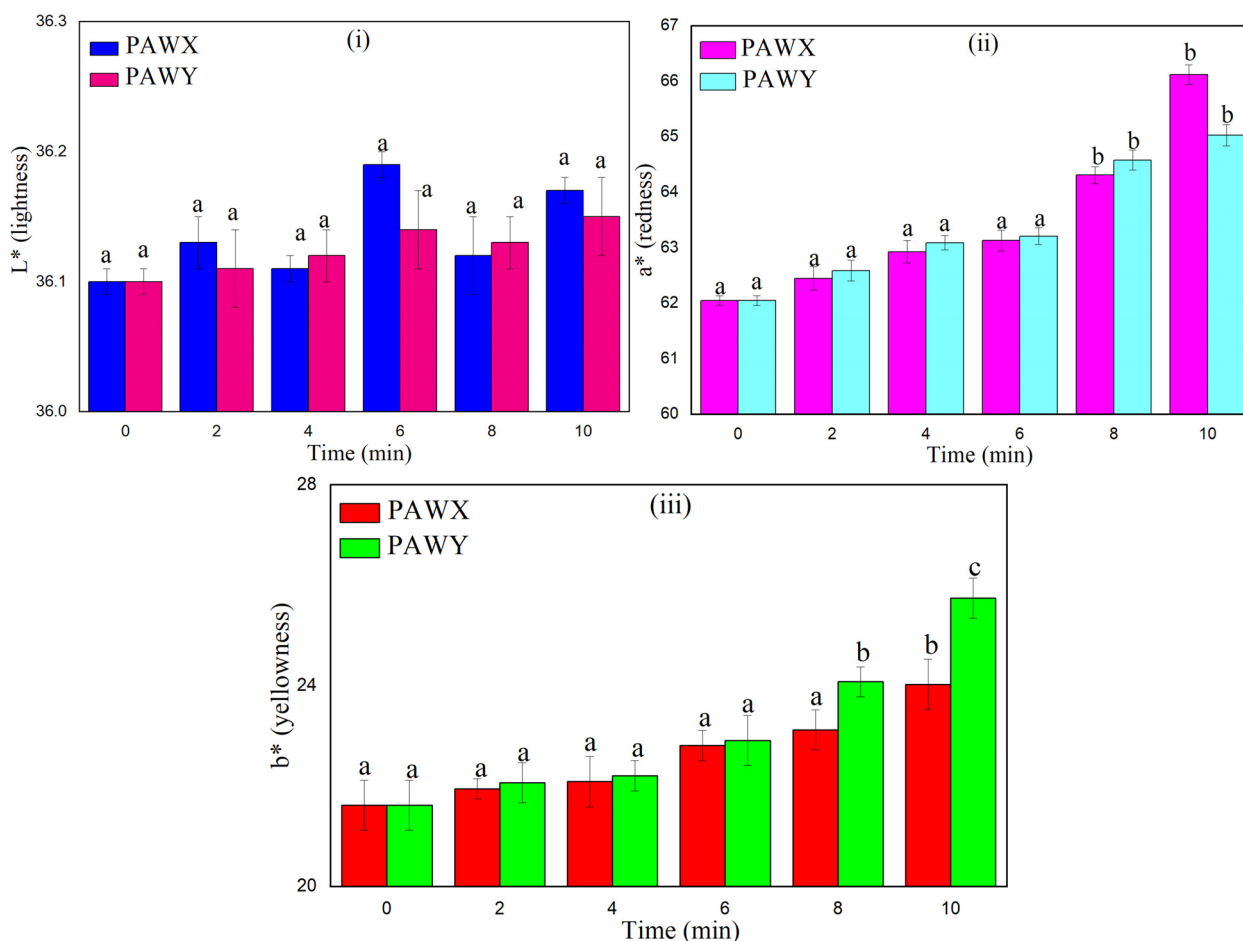 (i)
PAWX
PAWY
L* (lightness)
36.3
36.2
36.1
36.0
a a a a a a a a a a a a
0 2 4 6 8 10
Time (min)
(ii)
PAWX
PAWY
a* (redness)
67
66
65
64
63
62
61
60
a a a a a a a a b b b b
0 2 4 6 8 10
Time (min)
(iii)
PAWX
PAWY
b* (yellowness)
28
24
20
a a a a a a a a a b b c
0 2 4 6 8 10
Time (min)